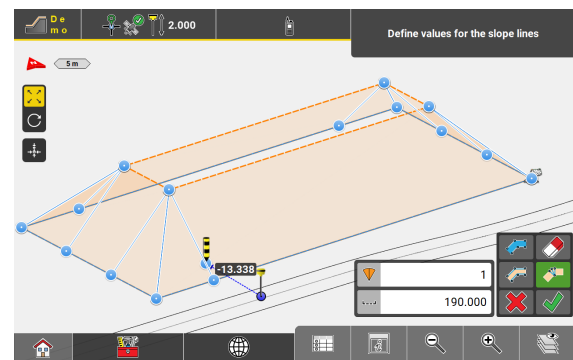 De
mo
2.000
Define values for the slope lines
5 m
-13.338
1
190.000